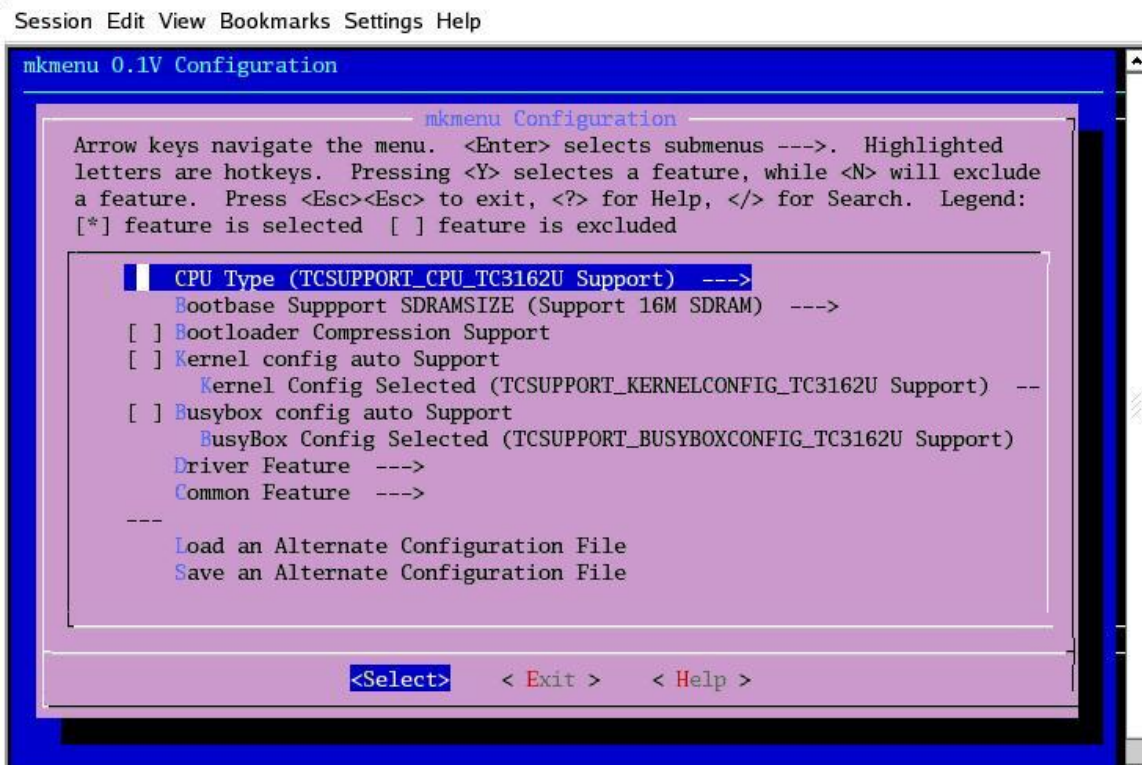 Session Edit View Bookmarks Settings Help
mkmenu 0.1V Configuration
mkmenu Configuration
Arrow keys navigate the menu. <Enter> selects submenus --->. Highlighted
letters are hotkeys. Pressing <Y> selectes a feature, while <N> will exclude
a feature. Press <Esc><Esc> to exit, <?> for Help, </> for Search. Legend:
[*] feature is selected [ ] feature is excluded
CPU Type (TCSUPPORT_CPU_TC3162U Support) --->
Bootbase Suppport SDRAMSIZE (Support 16M SDRAM) --->
[ ] Bootloader Compression Support
[ ] Kernel config auto Support
Kernel Config Selected (TCSUPPORT_KERNELCONFIG_TC3162U Support) --
[ ] Busybox config auto Support
BusyBox Config Selected (TCSUPPORT_BUSYBOXCONFIG_TC3162U Support)
Driver Feature --->
Common Feature --->
---
Load an Alternate Configuration File
Save an Alternate Configuration File
<Select> < Exit > < Help >